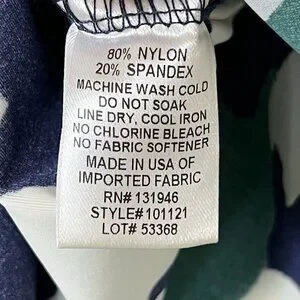 80% NYLON
20% SPANDEX
MACHINE WASH COLD
DO NOT SOAK
LINE DRY, COOL IRON
NO CHLORINE BLEACH
NO FABRIC SOFTENER
MADE IN USA OF
IMPORTED FABRIC
RN# 131946
STYLE#101121
LOT# 53368